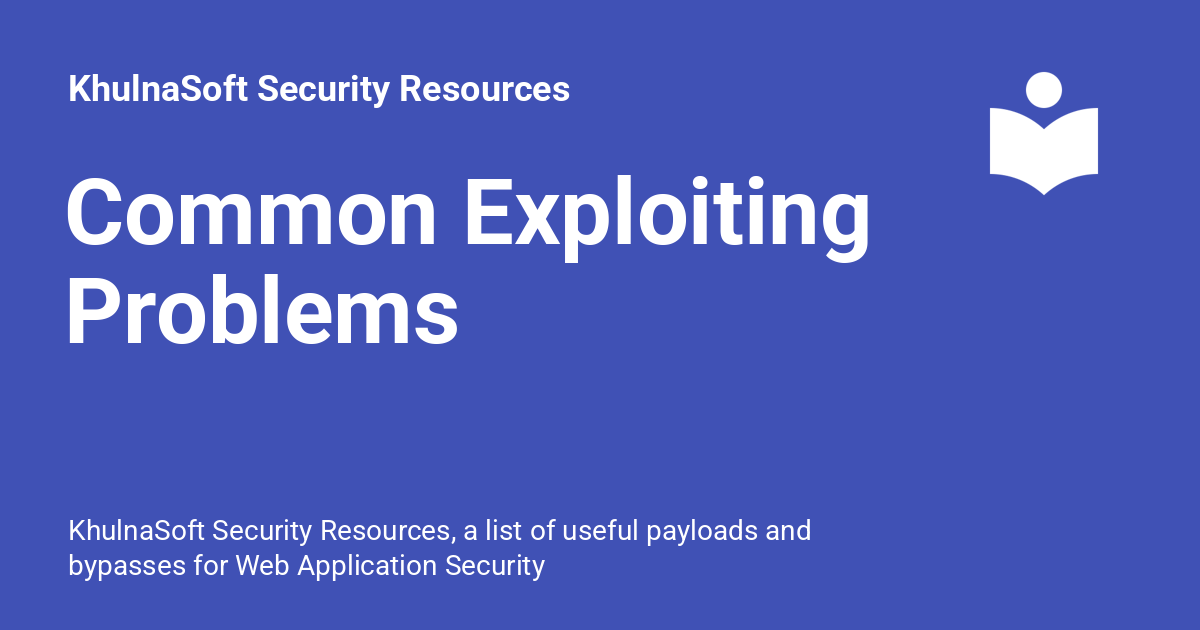 KhulnaSoft Security Resources
Common Exploiting
Problems
KhulnaSoft Security Resources, a list of useful payloads and
bypasses for Web Application Security